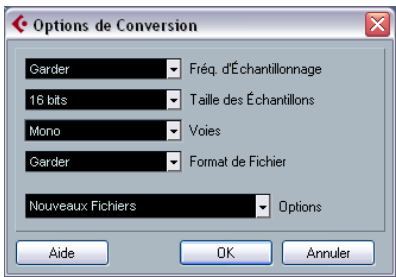 Options de Conversion
Garder Fréq. d'Échantillonnage
16 bits Taille des Échantillons
Mono Voies
Garder Format de Fichier
Nouveaux Fichiers Options
Aide OK Annuler